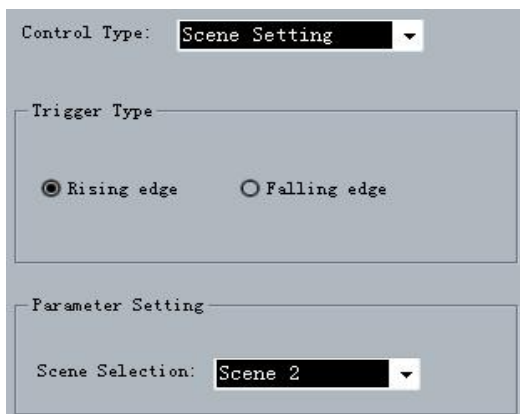 Control Type: Scene Setting
Trigger Type
Rising edge Falling edge
Parameter Setting
Scene Selection: Scene 2